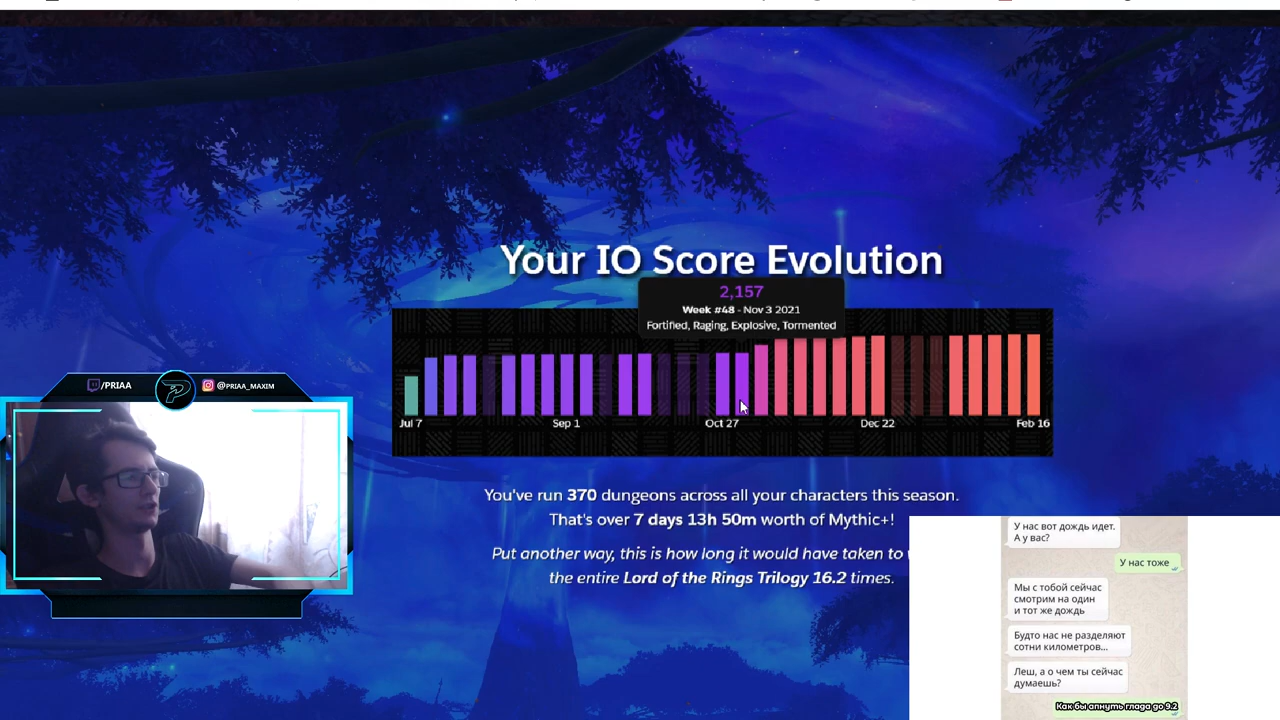 Your IO Score Evolution
2,157
Week #48 - Nov 3 2021
Fortified, Raging, Explosive, Tormented
Jul 7
Sep 1
Oct 27
Dec 22
Feb 16
You've run 370 dungeons across all your characters this season.
That's over 7 days 13h 50m worth of Mythic+!
Put another way, this is how long it would have taken to
the entire Lord of the Rings Trilogy 16.2 times.
/PRIAA
@PRIAA_MAXIM
У нас вот дождь идет.
А у вас?
У нас тоже
Мы с тобой сейчас
смотрим на один
и тот же дождь
Будто нас не разделяют
сотни километров...
Леш, а о чем ты сейчас
думаешь?
Как бы апнуть глада до 9.2